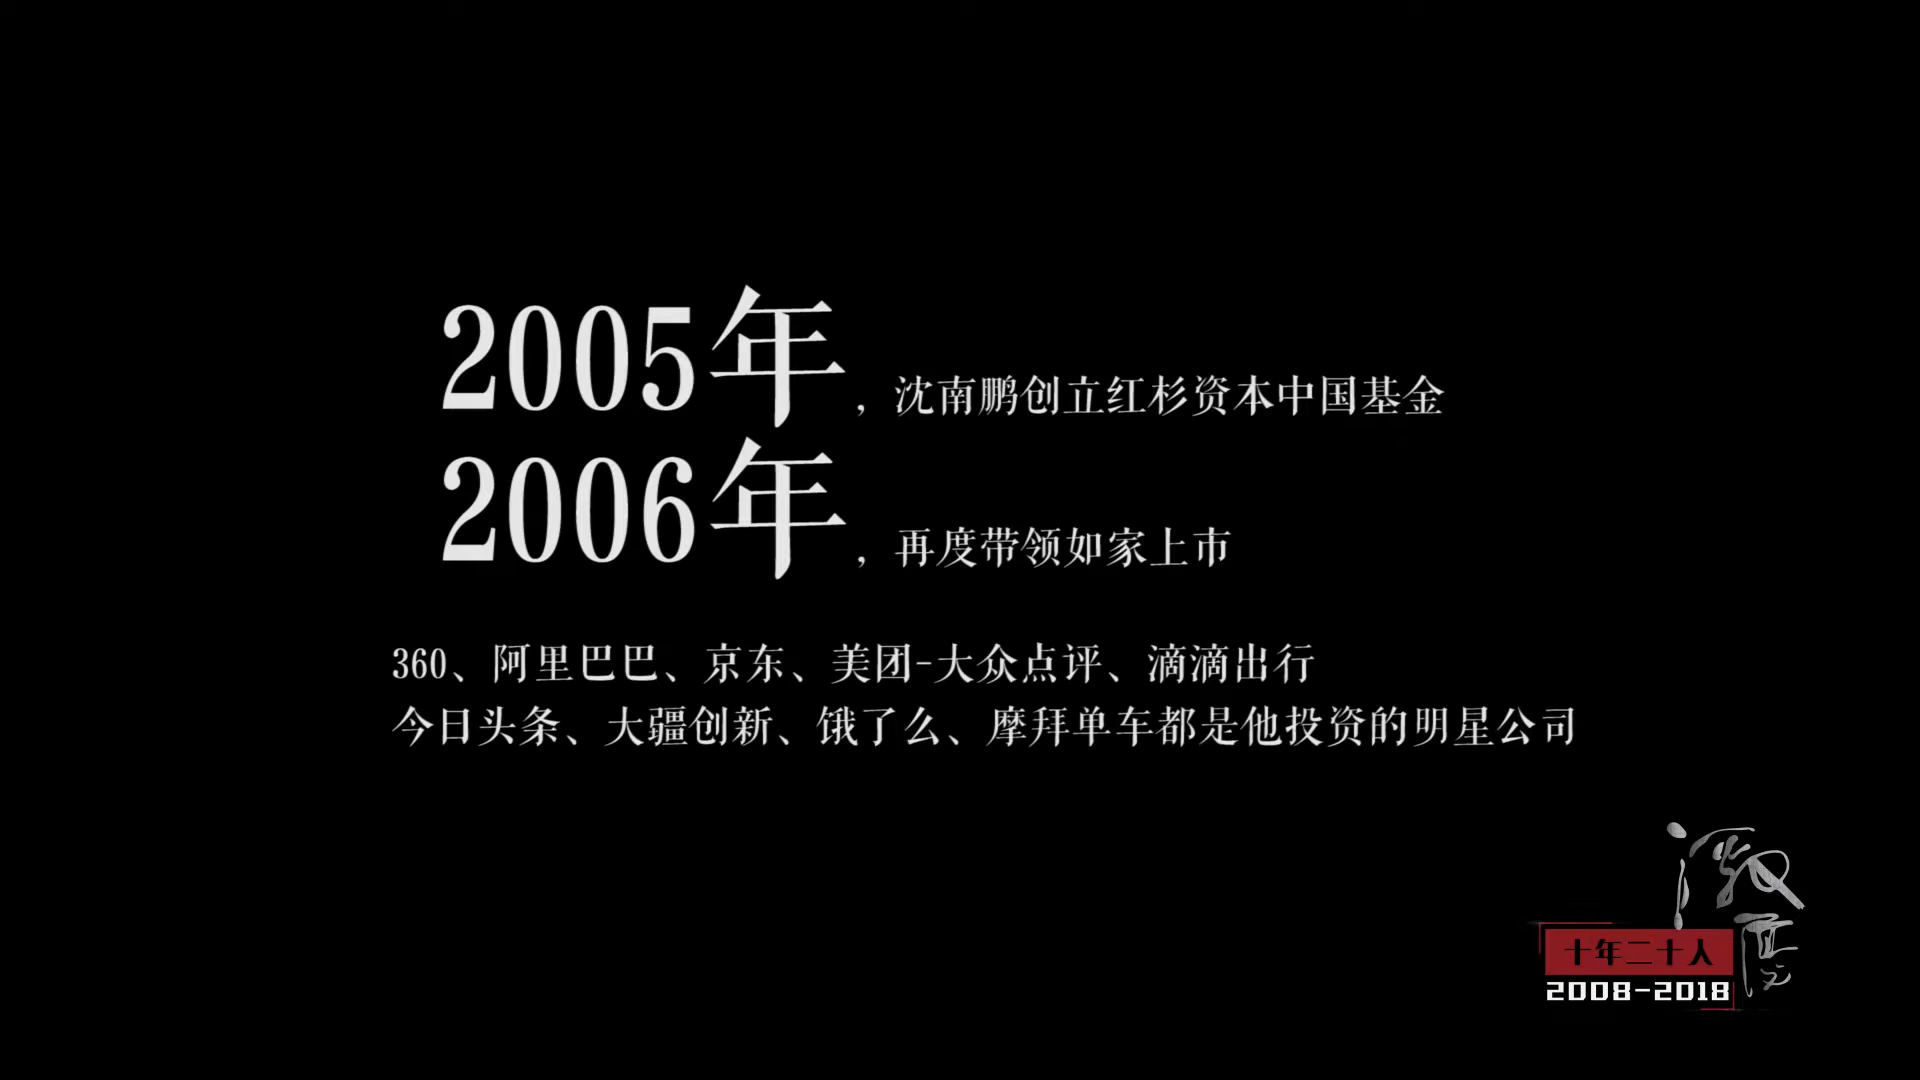 2005年，沈南鹏创立红杉资本中国基金
2006年，再度带领如家上市
360、阿里巴巴、京东、美团-大众点评、滴滴出行
今日头条、大疆创新、饿了么、摩拜单车都是他投资的明星公司
十年二十人
2008-2018